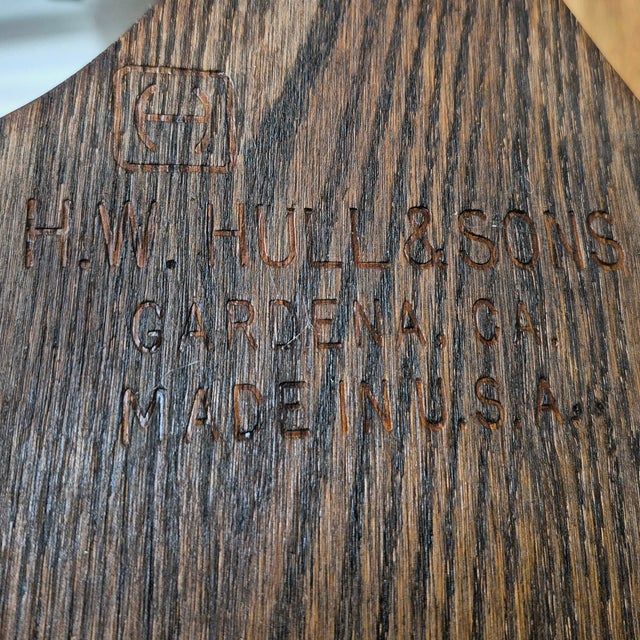 H
H.W. HULL & SONS
GARDENA, CA.
MADE IN U.S.A.